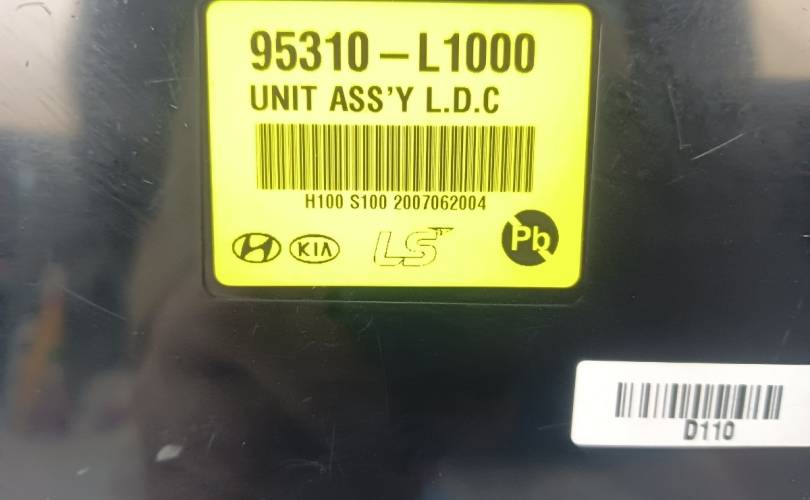 95310-L1000
UNIT ASS'Y L.D.C
H100 S100 2007062004
KIA LS Pb
D110